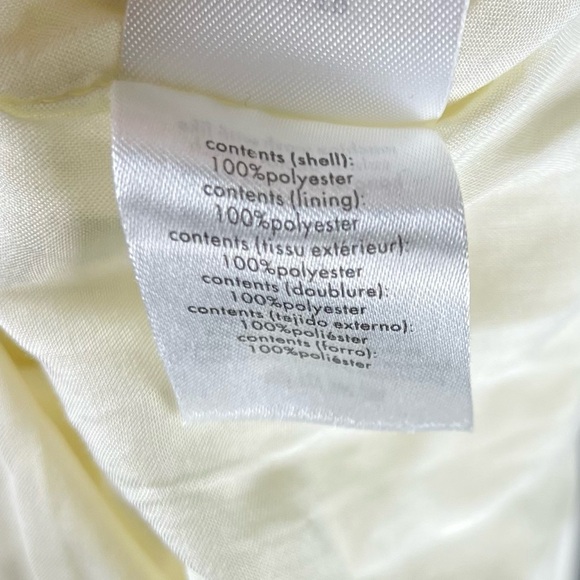 contents (shell):
100%polyester
contents (lining):
100%polyester
contents (tissu extérieur):
100%polyester
contents (doublure):
100%polyester
contents (tejido externo):
100%poliéster
contents (forro):
100%poliéster